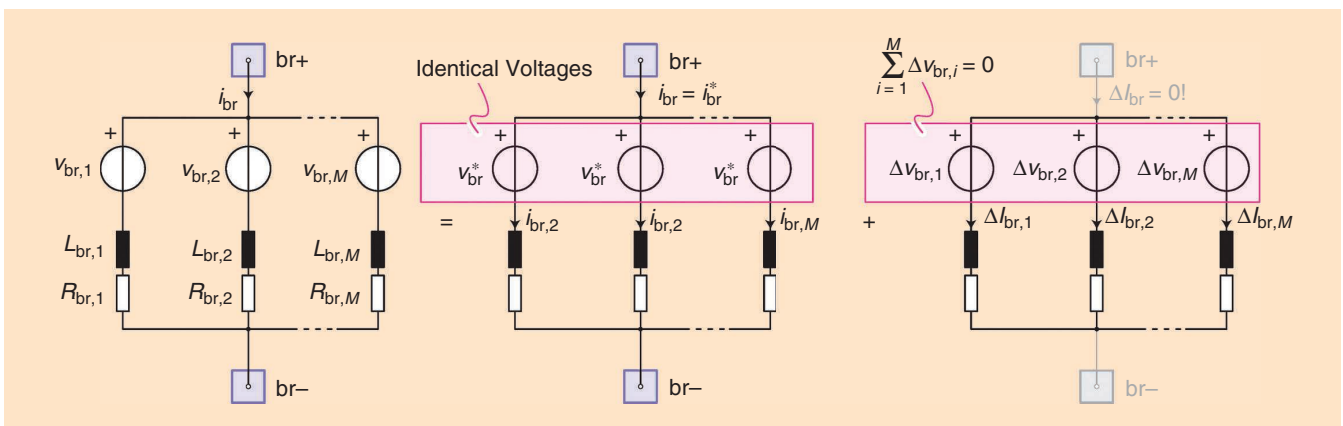 br+
i_br
+ + +
v_br,1 v_br,2 v_br,M
L_br,1 L_br,2 L_br,M
R_br,1 R_br,2 R_br,M
br–
=
Identical Voltages
br+
i_br = i*_br
+ + +
v*_br v*_br v*_br
i_br,2 i_br,2 i_br,M
br–
+
M
∑ Δv_br,i = 0
i = 1
br+
ΔI_br = 0!
+ + +
Δv_br,1 Δv_br,2 Δv_br,M
ΔI_br,1 ΔI_br,2 ΔI_br,M
br–